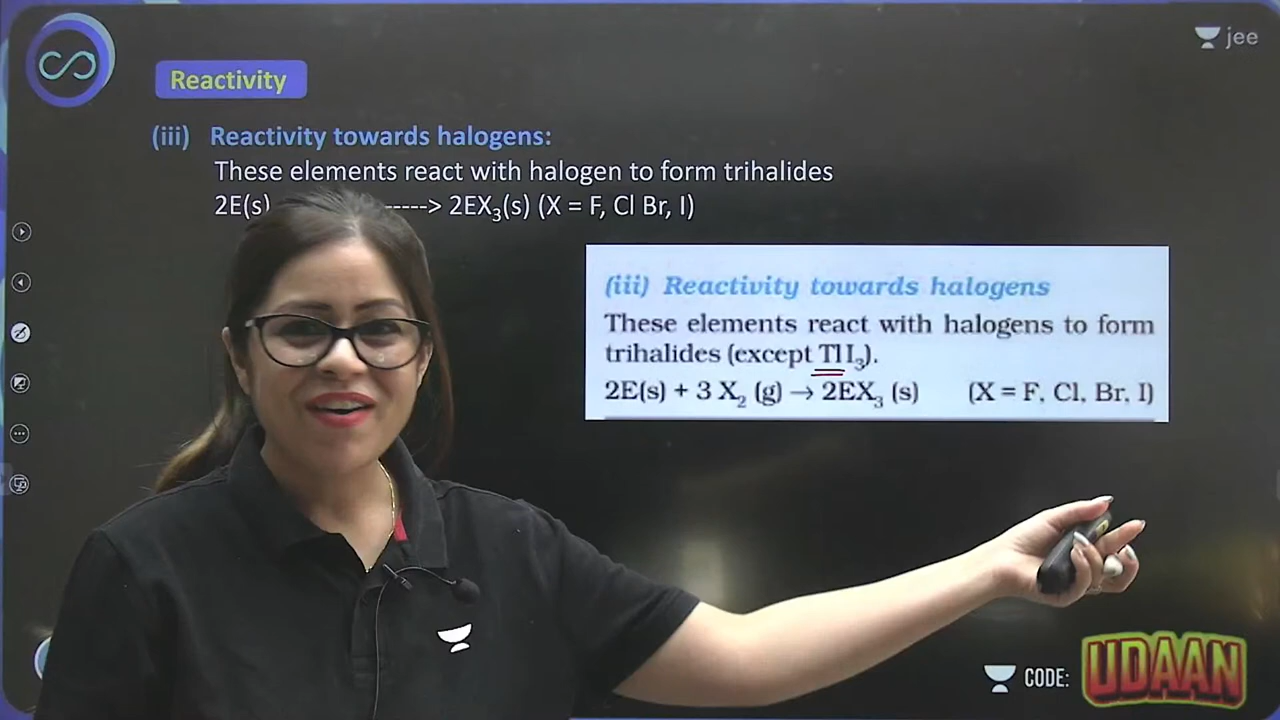 jee
Reactivity
(iii) Reactivity towards halogens:
These elements react with halogen to form trihalides
2E(s) -----> 2EX₃(s) (X = F, Cl Br, I)
(iii) Reactivity towards halogens
These elements react with halogens to form
trihalides (except Tl I₃).
2E(s) + 3 X₂ (g) → 2EX₃ (s) (X = F, Cl, Br, I)
CODE: UDAAN